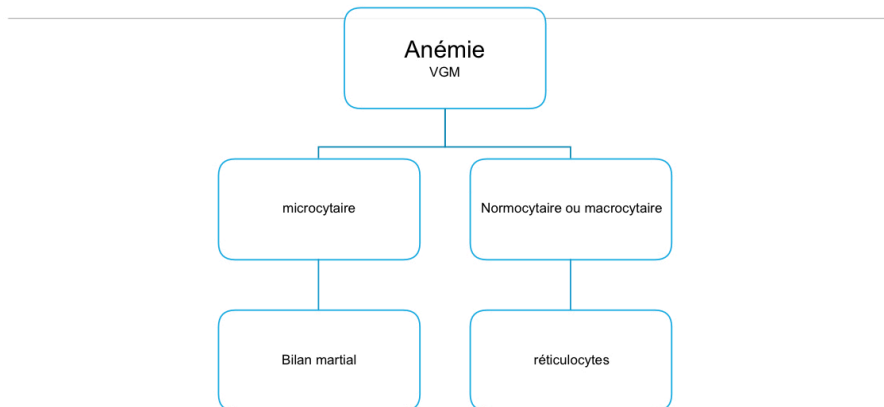 Anémie
VGM
microcytaire
Normocytaire ou macrocytaire
Bilan martial
réticulocytes